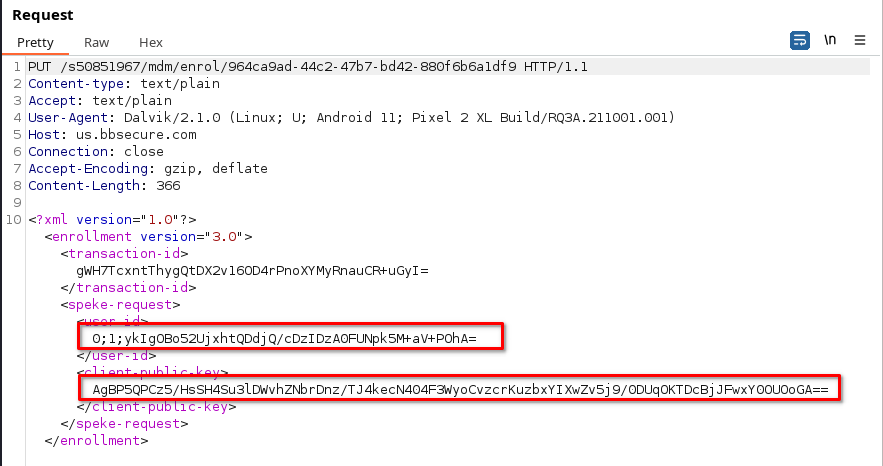 Request
Pretty Raw Hex
\n
1 PUT /s50851967/mdm/enrol/964ca9ad-44c2-47b7-bd42-880f6b6a1df9 HTTP/1.1
2 Content-type: text/plain
3 Accept: text/plain
4 User-Agent: Dalvik/2.1.0 (Linux; U; Android 11; Pixel 2 XL Build/RQ3A.211001.001)
5 Host: us.bbsecure.com
6 Connection: close
7 Accept-Encoding: gzip, deflate
8 Content-Length: 366
9
10 <?xml version="1.0"?>
<enrollment version="3.0">
<transaction-id>
gWH7TcxntThygQtDX2v16OD4rPnoXYMyRnauCR+uGyI=
</transaction-id>
<speke-request>
<user-id>
0;1;ykIgOBo52UjxhtQDdjQ/cDzIDzA0FUNpk5M+aV+POhA=
</user-id>
<client-public-key>
AgBP5QPCz5/HsSH4Su3lDWvhZNbrDnz/TJ4kecN404F3WyoCvzcrKuzbxYIXwZv5j9/0DUqOKTDcBjJFwxYOOUOoGA==
</client-public-key>
</speke-request>
</enrollment>